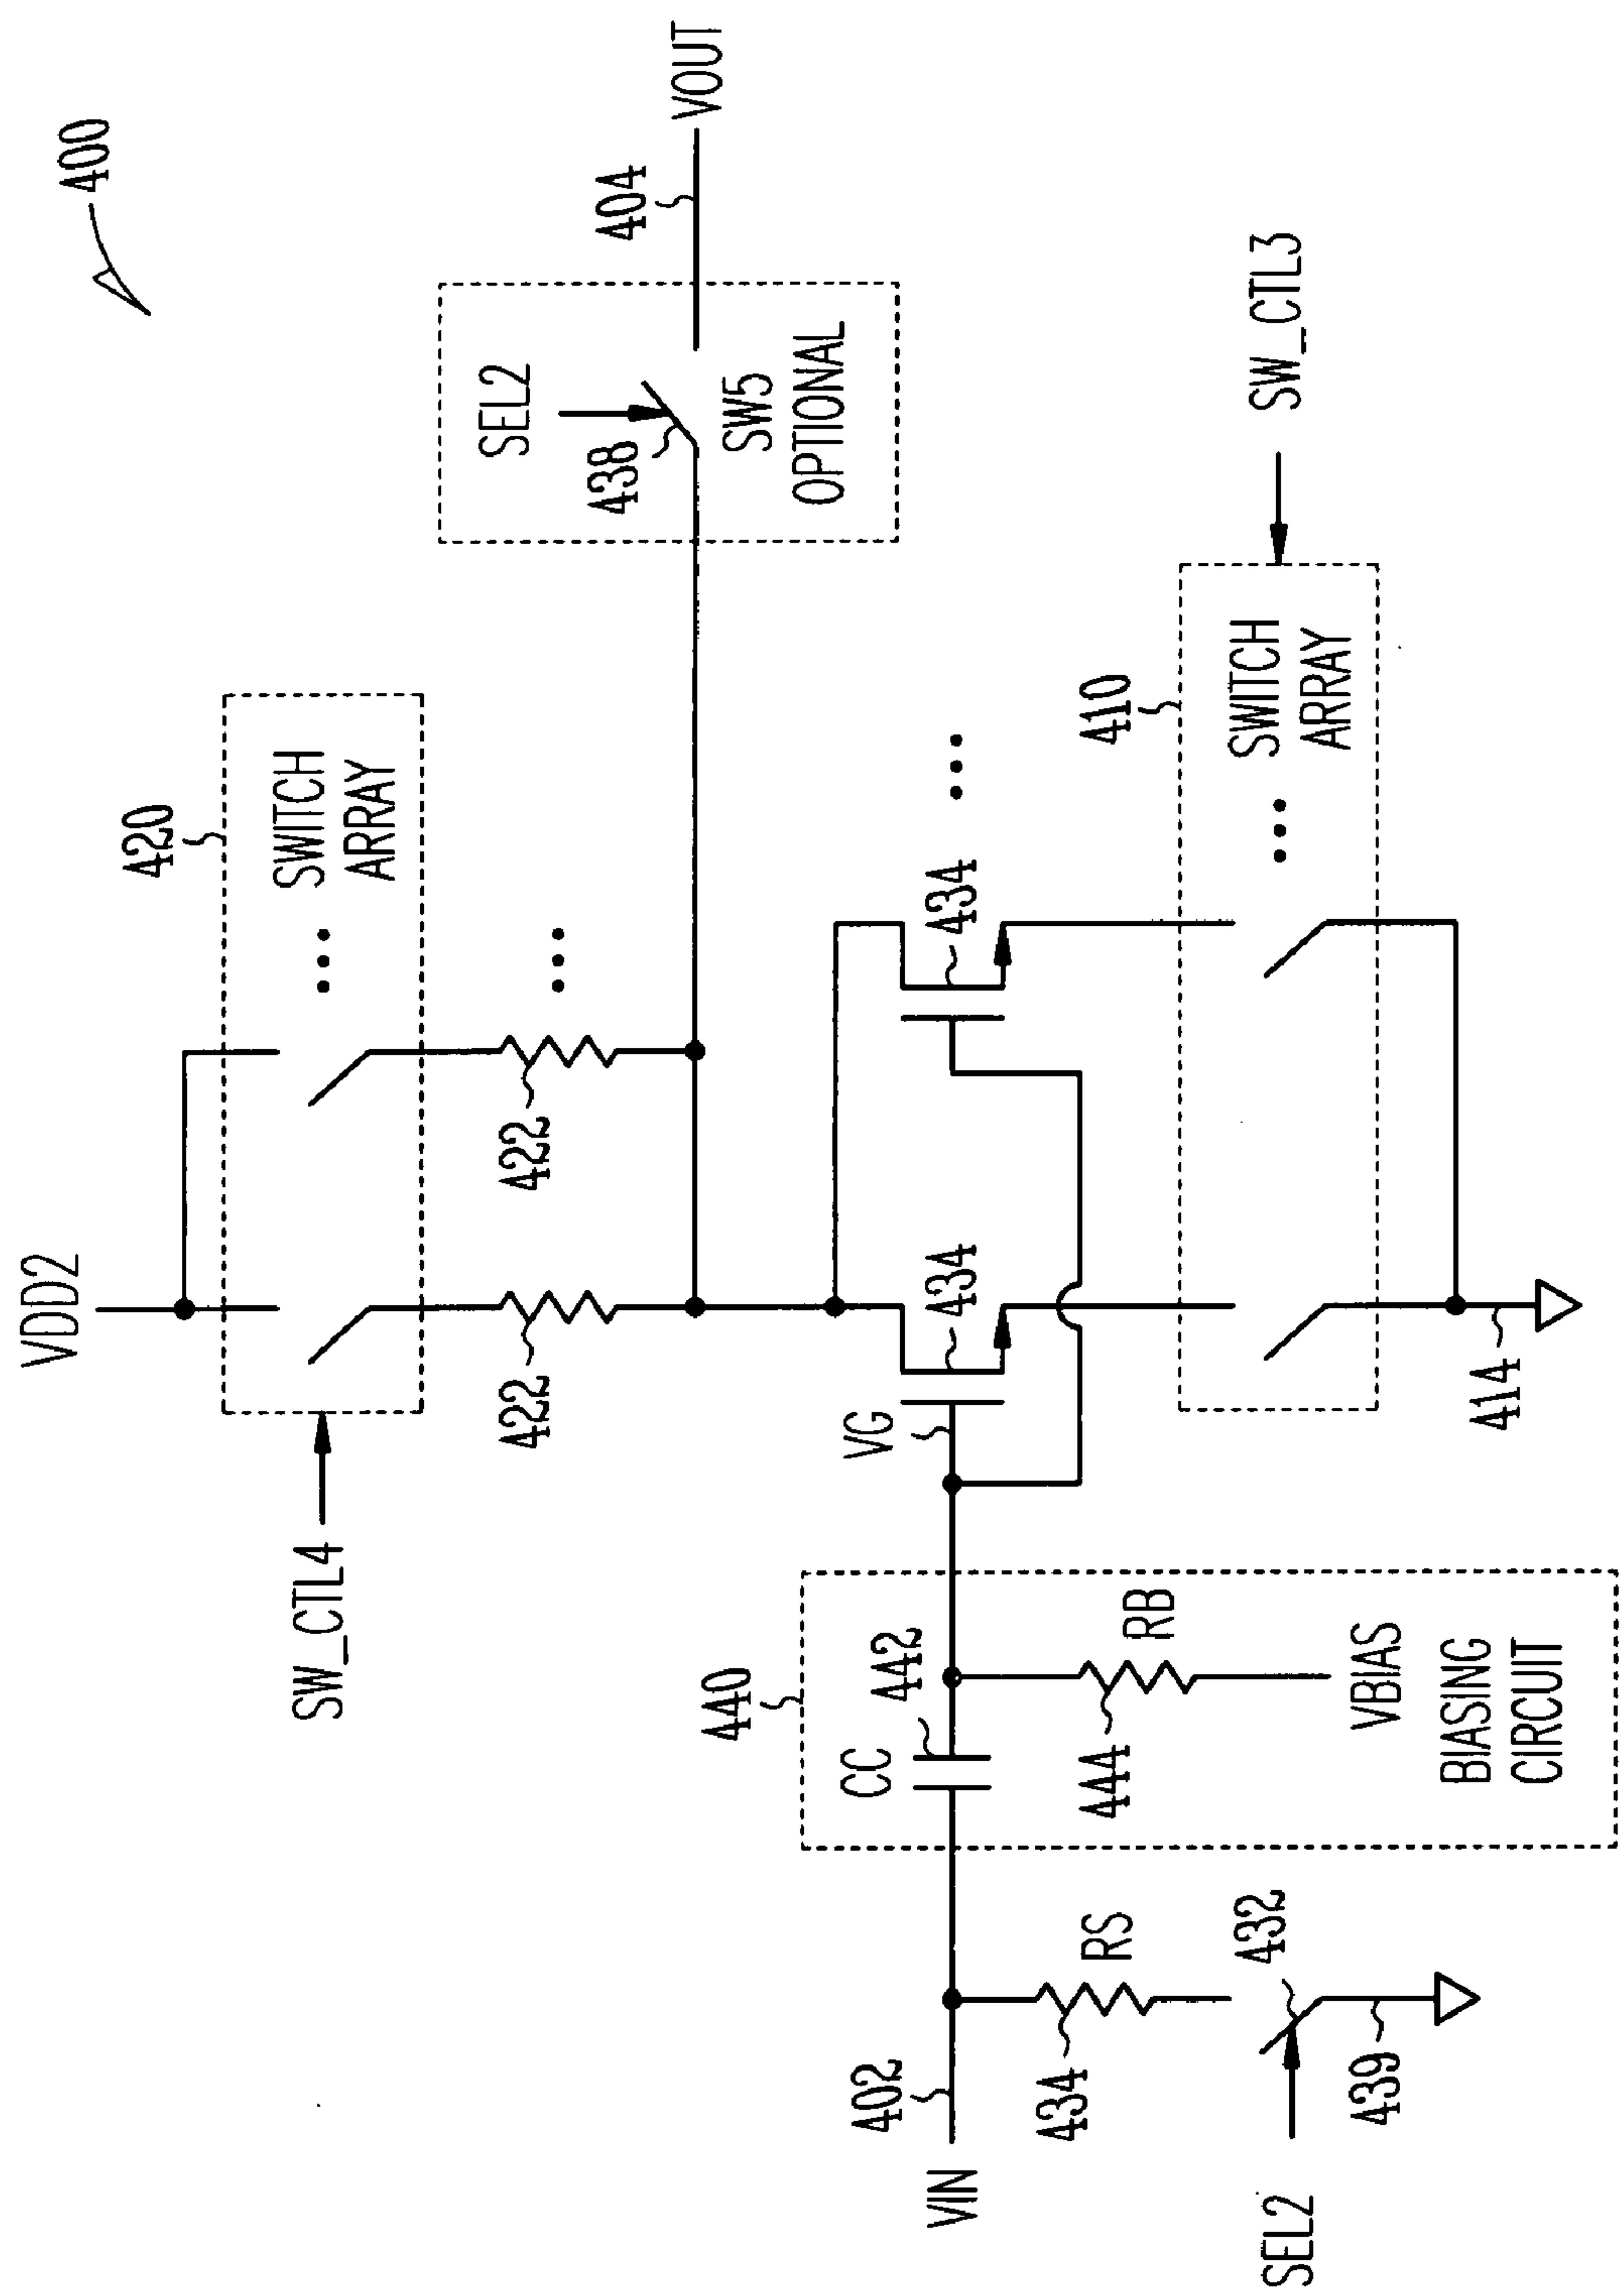 400
VDD2
420
SWITCH
ARRAY
SW_CTL4
422
422
SEL2
438
SW5
OPTIONAL
404
VOUT
434
434
VG
440
CC
442
444
RB
VBIAS
BIASING
CIRCUIT
402
VIN
RS
434
432
SEL2
439
410
SWITCH
ARRAY
SW_CTL3
414